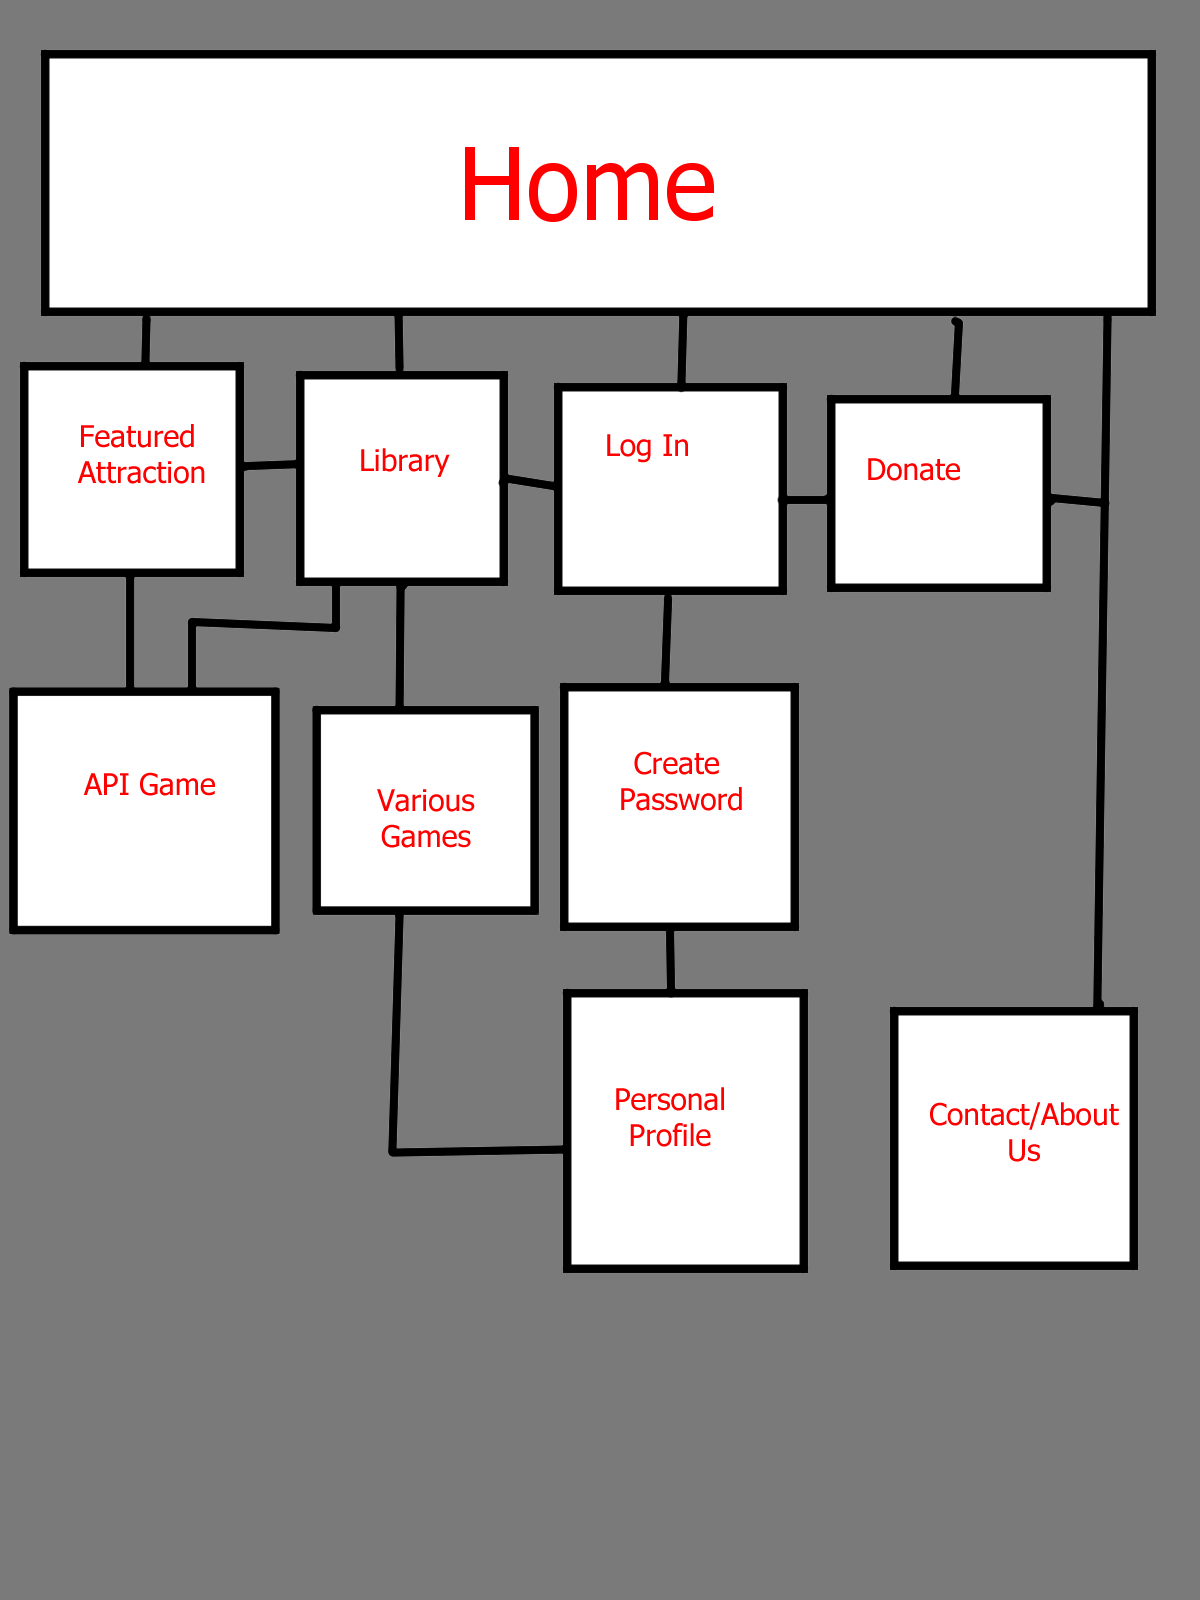 Home
Featured
Attraction
Library
Log In
Donate
API Game
Various
Games
Create
Password
Personal
Profile
Contact/About
Us